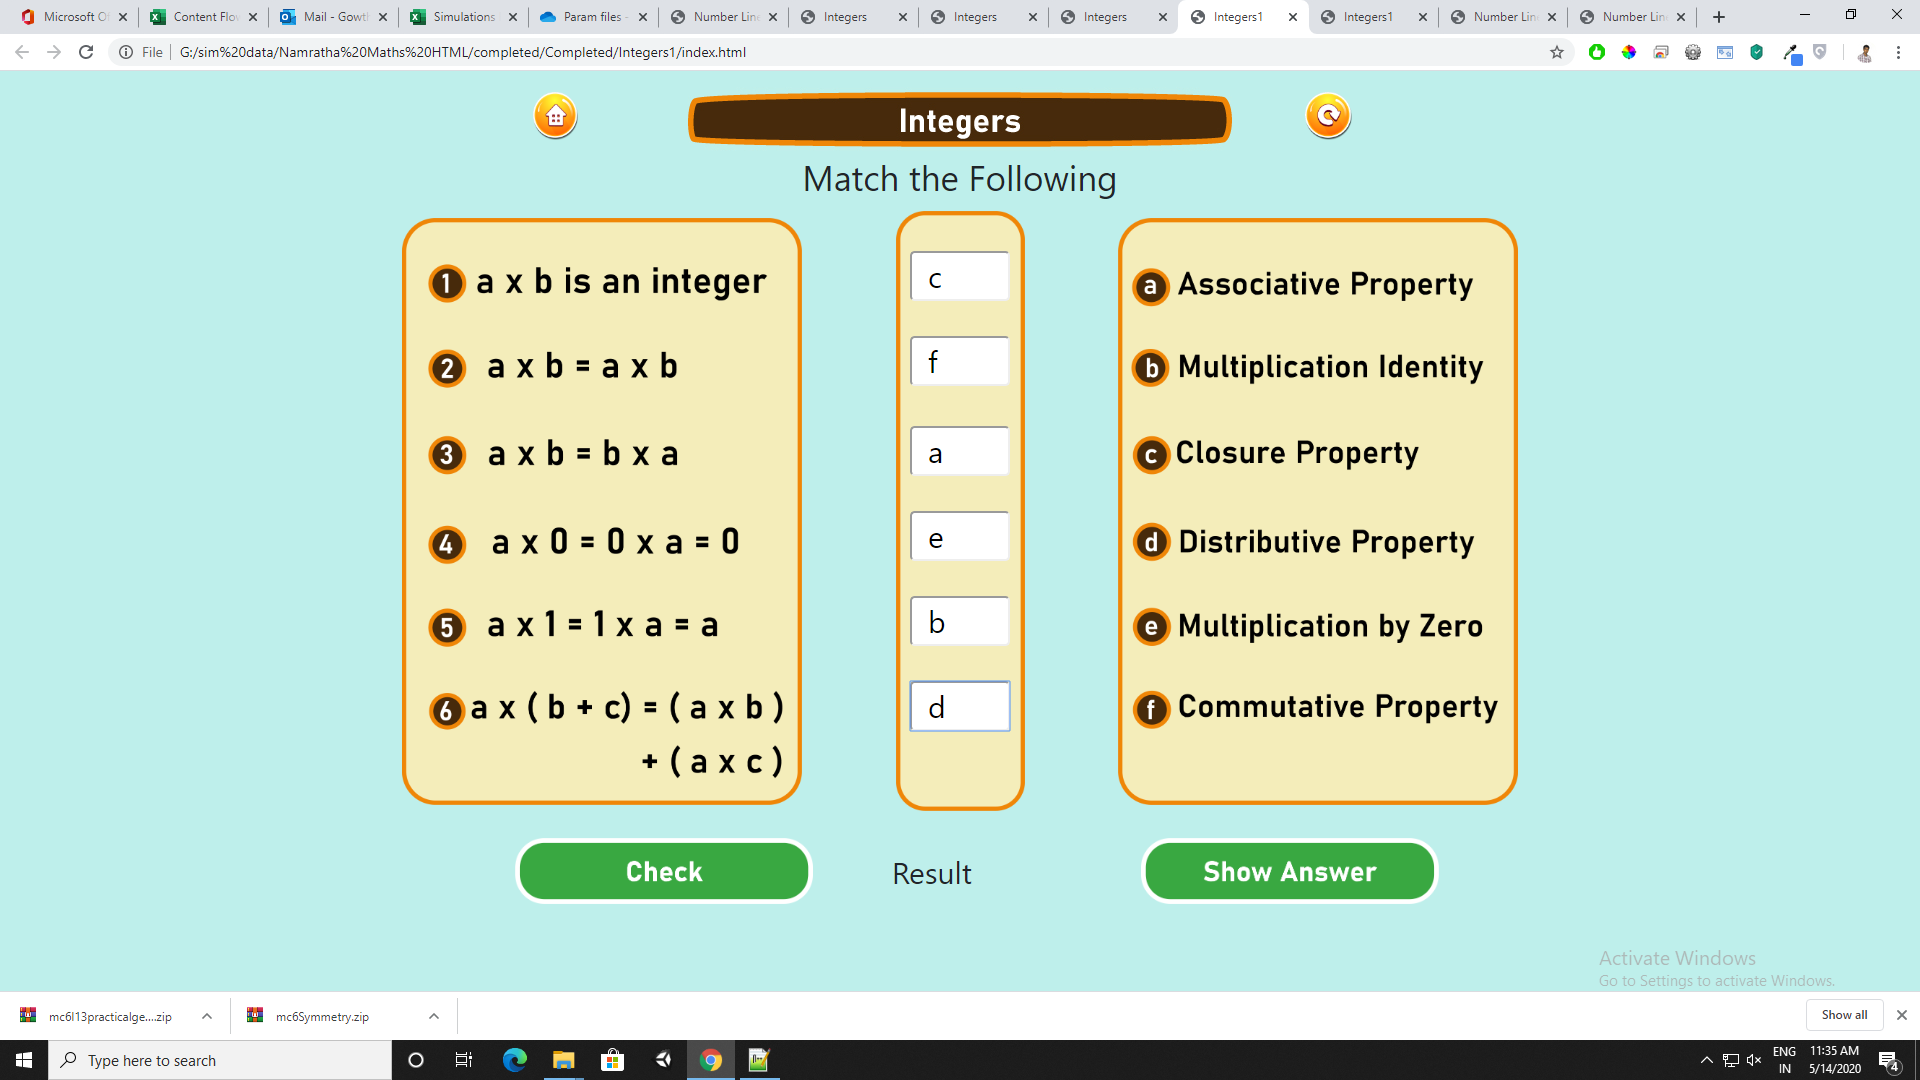 Microsoft Of
Content Flo
Mail - Gowt
Simulations
Param files -
Number Lin
Integers
Integers
Integers
Integers1
Integers1
Number Lin
Number Lin
File
G:/sim%20data/Namratha%20Maths%20HTML/completed/Completed/Integers1/index.html
Integers
Match the Following
1 a x b is an integer
c
a Associative Property
2 a x b = a x b
f
b Multiplication Identity
3 a x b = b x a
a
c Closure Property
4 a x 0 = 0 x a = 0
e
d Distributive Property
5 a x 1 = 1 x a = a
b
e Multiplication by Zero
6 a x ( b + c) = ( a x b )
+ ( a x c )
d
f Commutative Property
Check
Result
Show Answer
Activate Windows
Go to Settings to activate Windows.
mc6l13practicalge....zip
mc6Symmetry.zip
Show all
Type here to search
ENG
IN
11:35 AM
5/14/2020
4